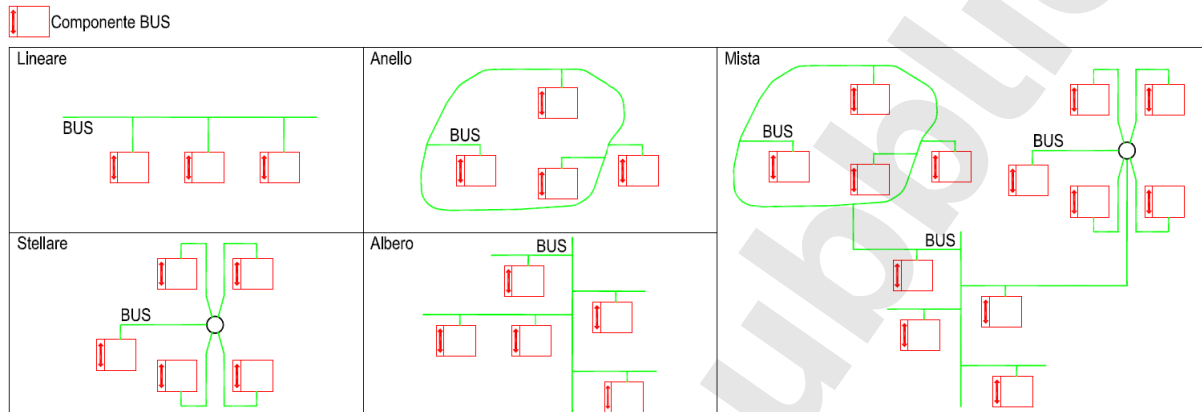 Componente BUS
Lineare
BUS
Anello
BUS
Mista
BUS
BUS
BUS
Stellare
BUS
Albero
BUS